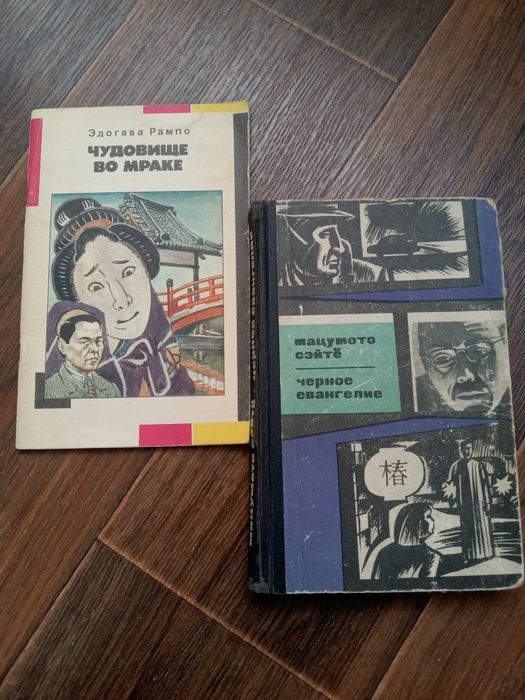 Эдогава Рампо
ЧУДОВИЩЕ
ВО МРАКЕ
мацумото
сэйтё
черное
евангелие
椿